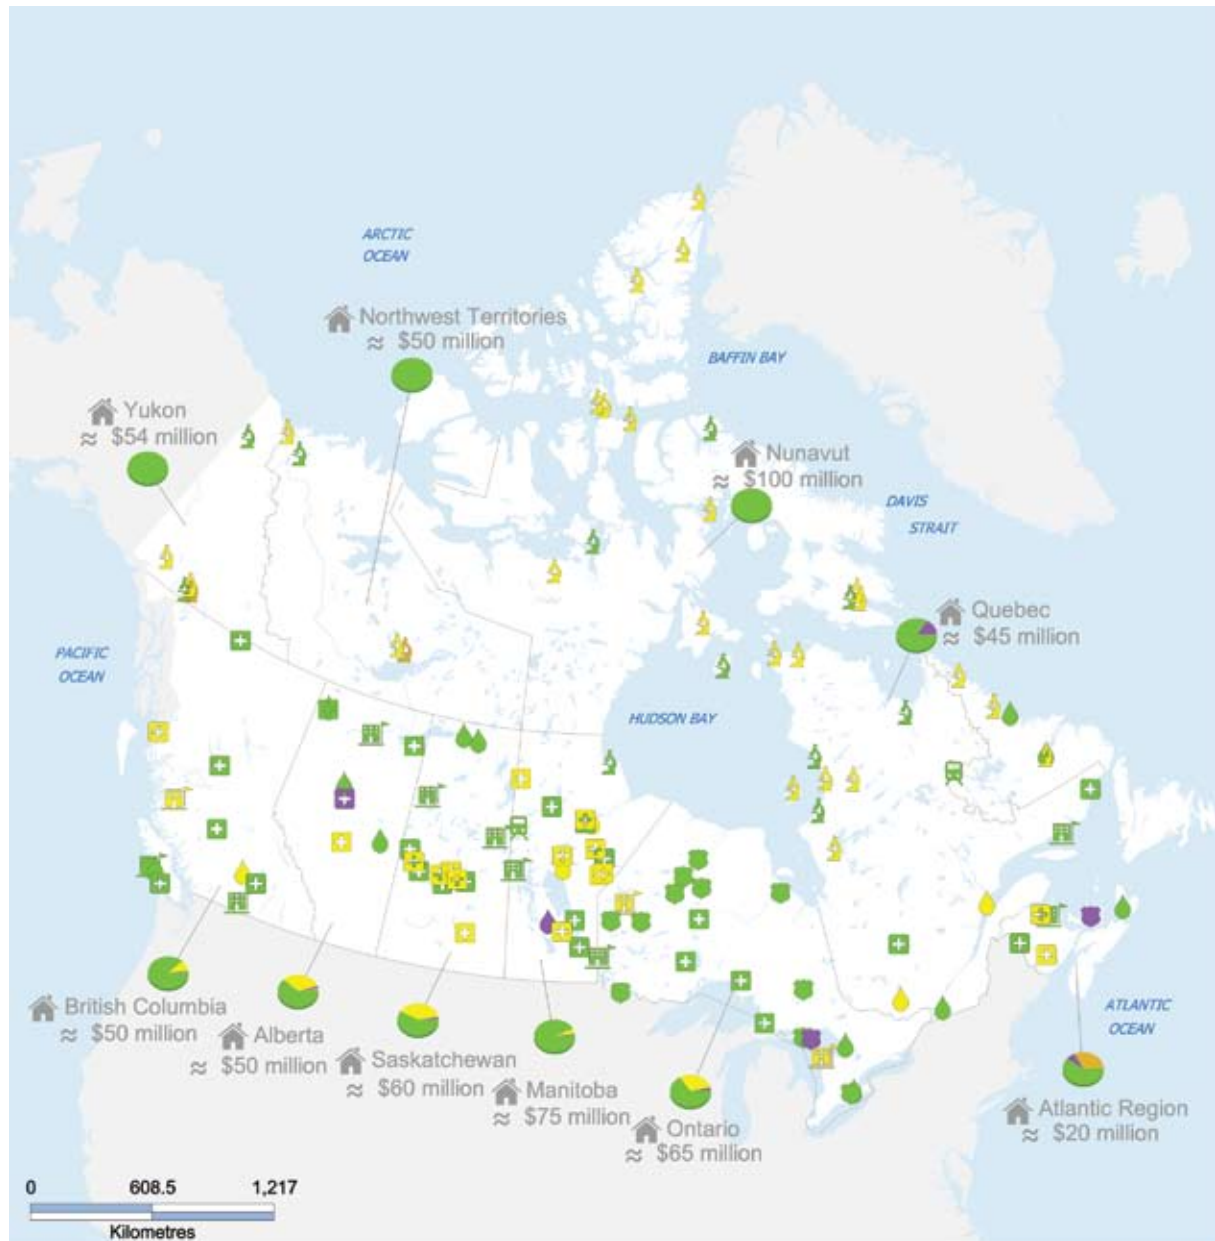 ARCTIC
OCEAN
Northwest Territories
≈ $50 million
BAFFIN BAY
Yukon
≈ $54 million
Nunavut
≈ $100 million
DAVIS
STRAIT
Quebec
≈ $45 million
PACIFIC
OCEAN
HUDSON BAY
British Columbia
≈ $50 million
Alberta
≈ $50 million
Saskatchewan
≈ $60 million
Manitoba
≈ $75 million
Ontario
≈ $65 million
ATLANTIC
OCEAN
Atlantic Region
≈ $20 million
0 608.5 1,217
Kilometres